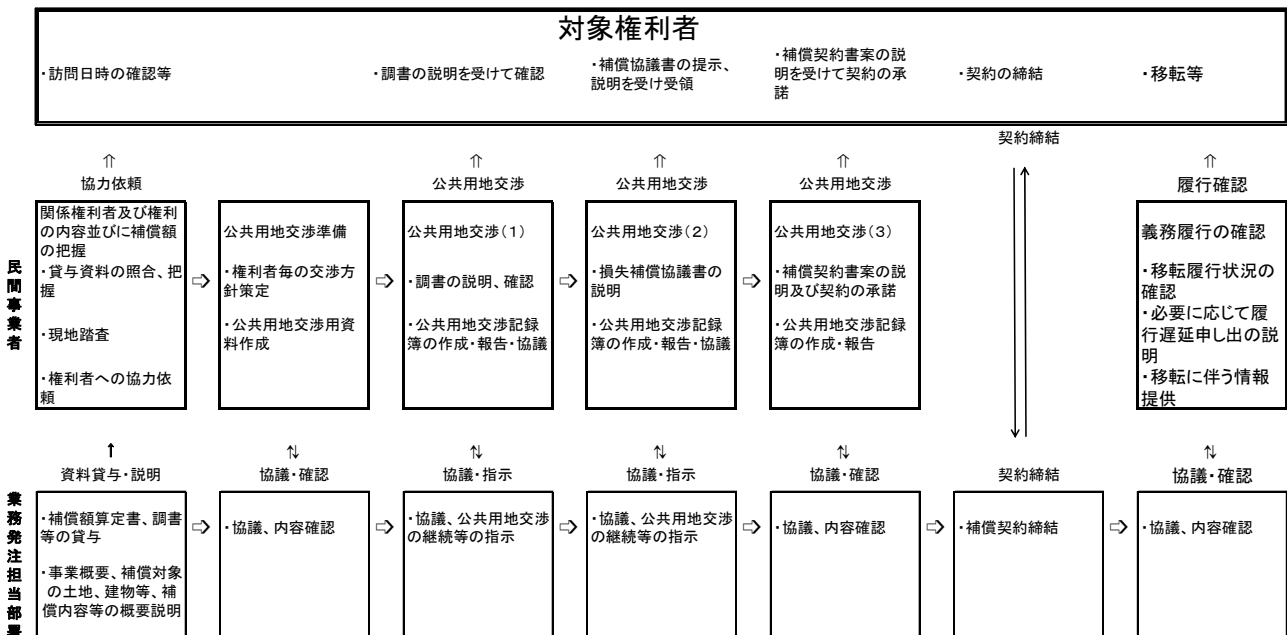 対象権利者
・訪問日時の確認等
・調書の説明を受けて確認
・補償協議書の提示、
説明を受け受領
・補償契約書案の説
明を受けて契約の承
諾
・契約の締結
・移転等
⇑
協力依頼
⇑
公共用地交渉
⇑
公共用地交渉
⇑
公共用地交渉
契約締結
⇑
履行確認
民間事業者
関係権利者及び権利
の内容並びに補償額
の把握
・貸与資料の照合、把
握
・現地踏査
・権利者への協力依
頼
⇨
公共用地交渉準備
・権利者毎の交渉方
針策定
・公共用地交渉用資
料作成
⇨
公共用地交渉(1)
・調書の説明、確認
・公共用地交渉記録
簿の作成・報告・協議
⇨
公共用地交渉(2)
・損失補償協議書の
説明
・公共用地交渉記録
簿の作成・報告・協議
⇨
公共用地交渉(3)
・補償契約書案の説
明及び契約の承諾
・公共用地交渉記録
簿の作成・報告
義務履行の確認
・移転履行状況の
確認
・必要に応じて履
行遅延申し出の説
明
・移転に伴う情報
提供
↑
資料貸与・説明
⇅
協議・確認
⇅
協議・指示
⇅
協議・指示
⇅
協議・確認
契約締結
⇅
協議・確認
業務発注担当部署
・補償額算定書、調書
等の貸与
・事業概要、補償対象
の土地、建物等、補
償内容等の概要説明
⇨
・協議、内容確認
⇨
・協議、公共用地交渉
の継続等の指示
⇨
・協議、公共用地交渉
の継続等の指示
⇨
・協議、内容確認
⇨
・補償契約締結
⇨
・協議、内容確認